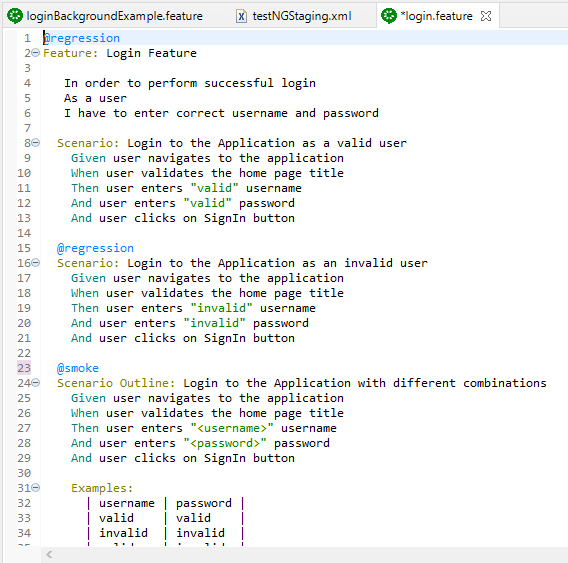 loginBackgroundExample.feature testNGStaging.xml *login.feature
1 @regression
2 Feature: Login Feature
3
4 In order to perform successful login
5 As a user
6 I have to enter correct username and password
7
8 Scenario: Login to the Application as a valid user
9 Given user navigates to the application
10 When user validates the home page title
11 Then user enters "valid" username
12 And user enters "valid" password
13 And user clicks on SignIn button
14
15 @regression
16 Scenario: Login to the Application as an invalid user
17 Given user navigates to the application
18 When user validates the home page title
19 Then user enters "invalid" username
20 And user enters "invalid" password
21 And user clicks on SignIn button
22
23 @smoke
24 Scenario Outline: Login to the Application with different combinations
25 Given user navigates to the application
26 When user validates the home page title
27 Then user enters "<username>" username
28 And user enters "<password>" password
29 And user clicks on SignIn button
30
31 Examples:
32 | username | password |
33 | valid | valid |
34 | invalid | invalid |